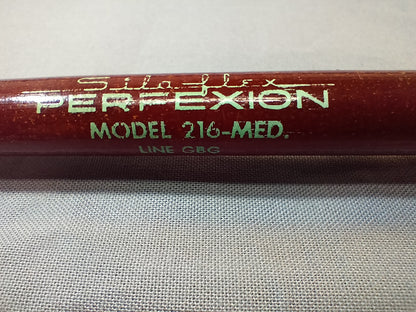 Silaflex
PERFEXION
MODEL 216-MED.
LINE GBG